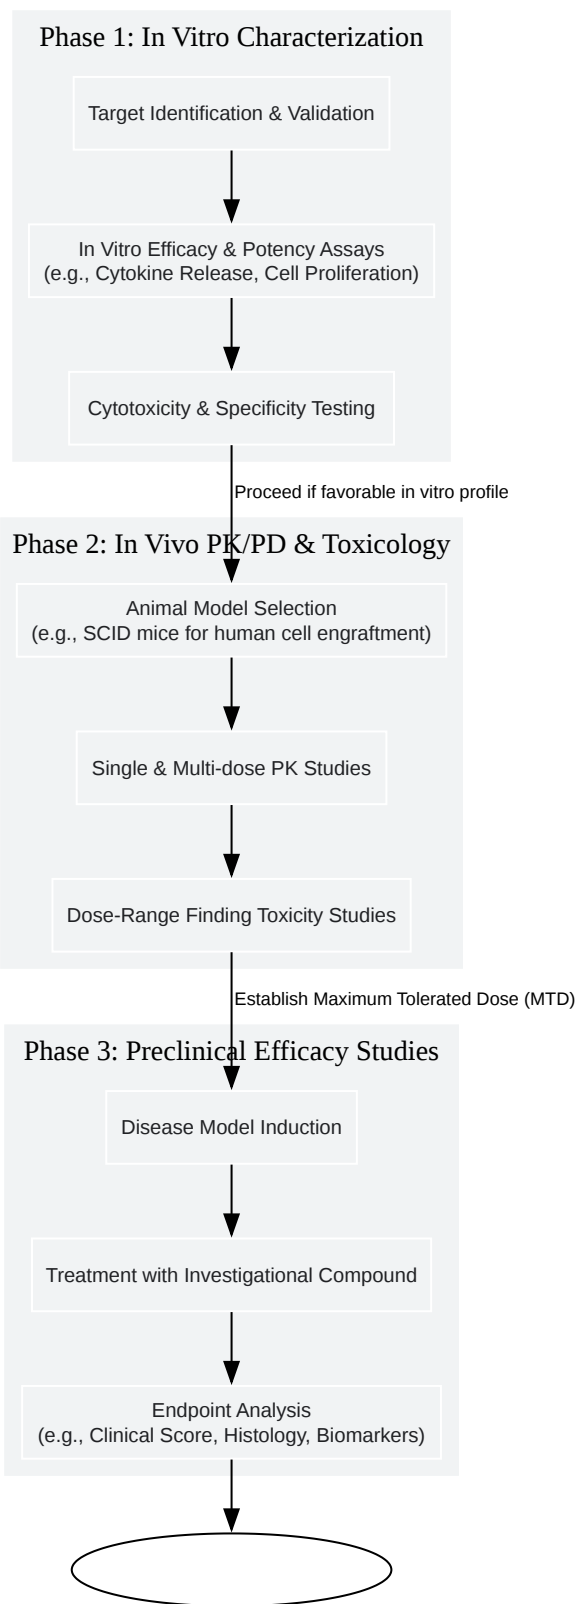 Phase 1: In Vitro Characterization
Target Identification & Validation
In Vitro Efficacy & Potency Assays
(e.g., Cytokine Release, Cell Proliferation)
Cytotoxicity & Specificity Testing
Proceed if favorable in vitro profile
Phase 2: In Vivo PK/PD & Toxicology
Animal Model Selection
(e.g., SCID mice for human cell engraftment)
Single & Multi-dose PK Studies
Dose-Range Finding Toxicity Studies
Establish Maximum Tolerated Dose (MTD)
Phase 3: Preclinical Efficacy Studies
Disease Model Induction
Treatment with Investigational Compound
Endpoint Analysis
(e.g., Clinical Score, Histology, Biomarkers)